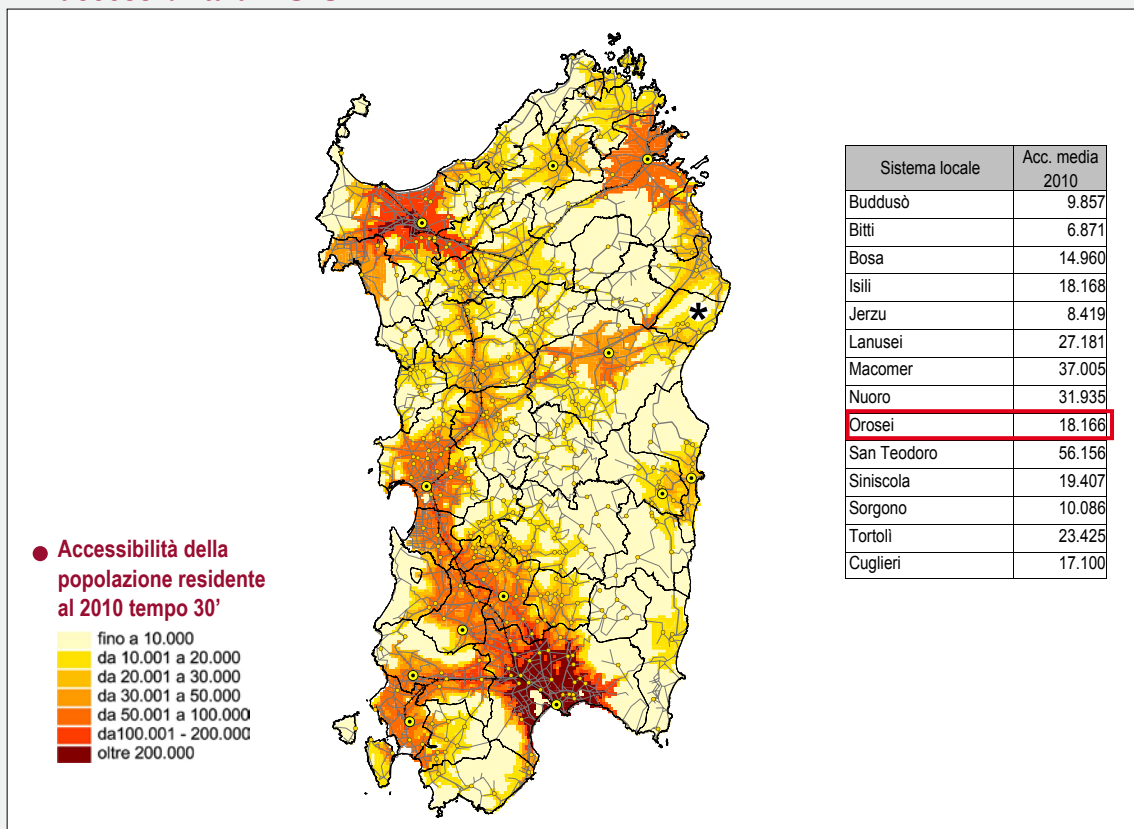 Sistema locale Acc. media 2010
Buddusò 9.857
Bitti 6.871
Bosa 14.960
Isili 18.168
Jerzu 8.419
Lanusei 27.181
Macomer 37.005
Nuoro 31.935
Orosei 18.166
San Teodoro 56.156
Siniscola 19.407
Sorgono 10.086
Tortolì 23.425
Cuglieri 17.100
*
● Accessibilità della
popolazione residente
al 2010 tempo 30’
fino a 10.000
da 10.001 a 20.000
da 20.001 a 30.000
da 30.001 a 50.000
da 50.001 a 100.000
da100.001 - 200.000
oltre 200.000